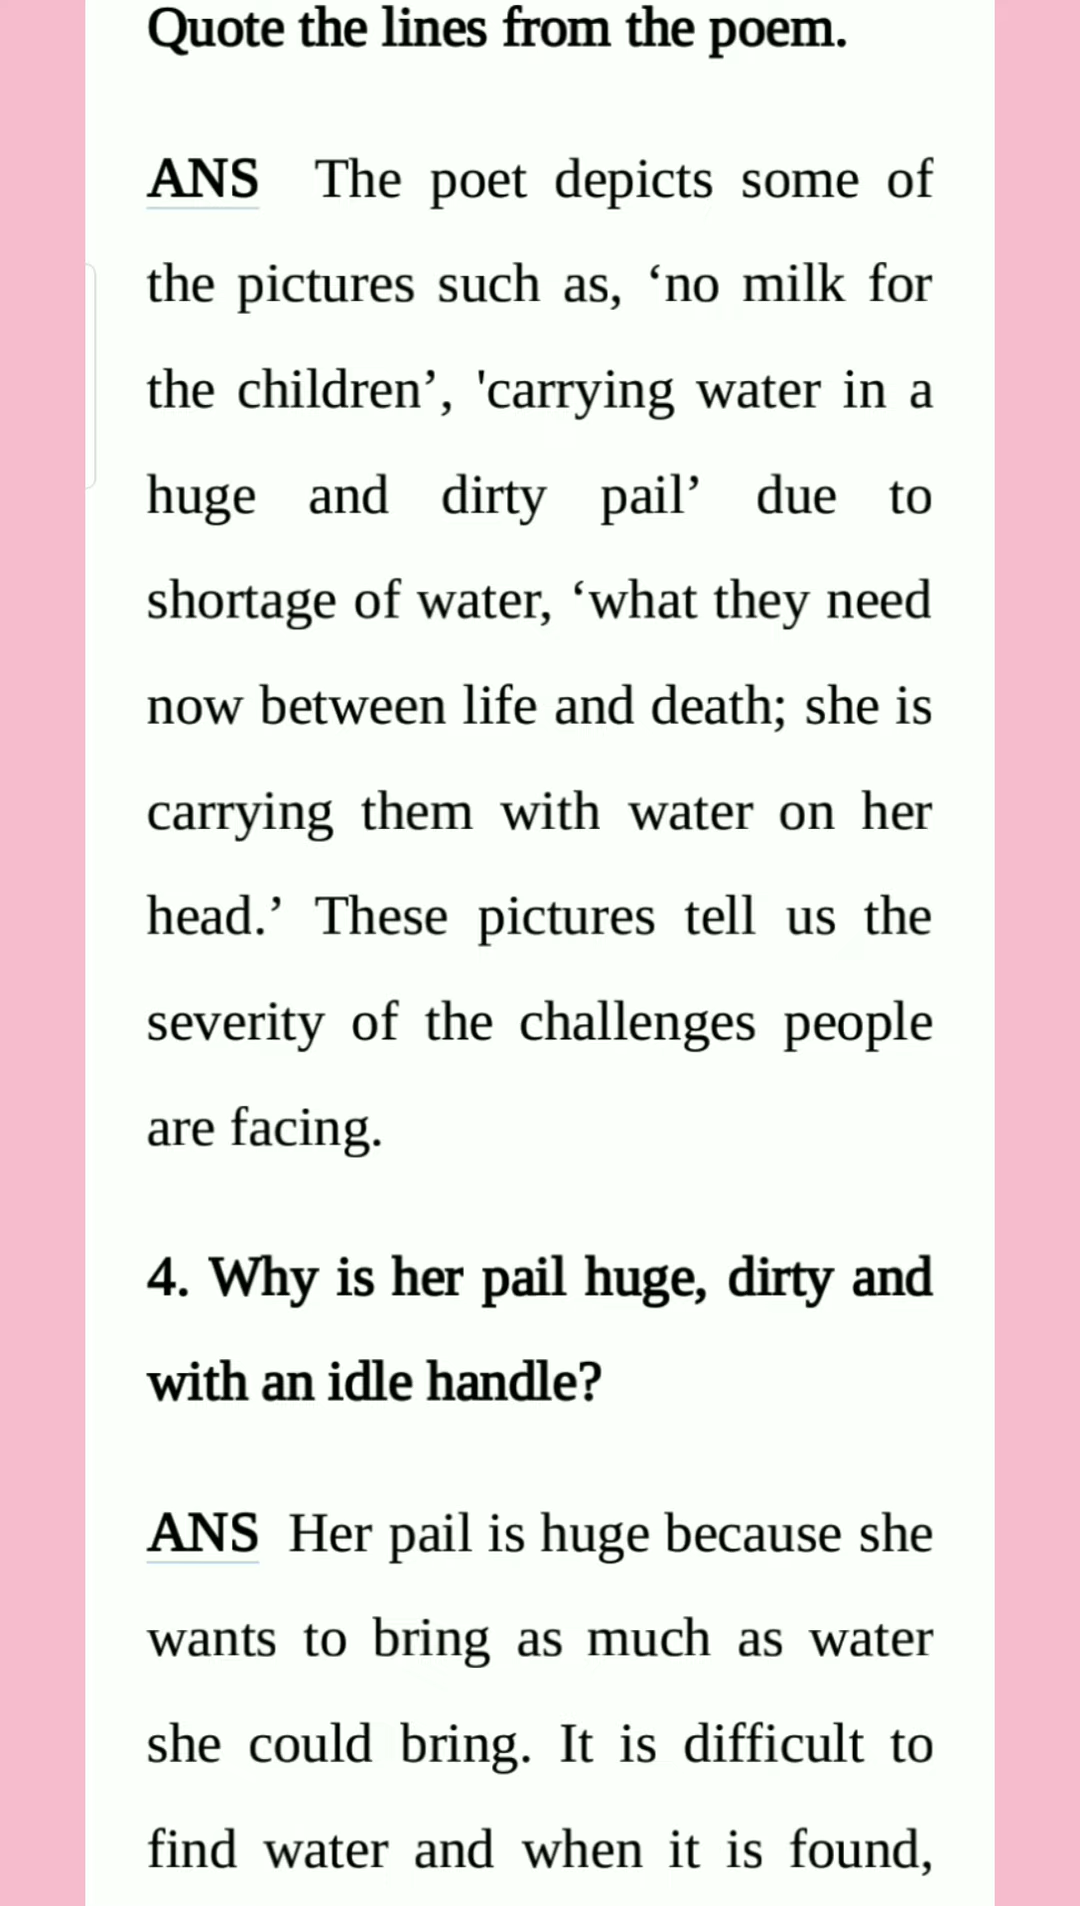 Quote the lines from the poem.
ANS The poet depicts some of
the pictures such as, ‘no milk for
the children’, 'carrying water in a
huge and dirty pail’ due to
shortage of water, ‘what they need
now between life and death; she is
carrying them with water on her
head.’ These pictures tell us the
severity of the challenges people
are facing.
4. Why is her pail huge, dirty and
with an idle handle?
ANS Her pail is huge because she
wants to bring as much as water
she could bring. It is difficult to
find water and when it is found,